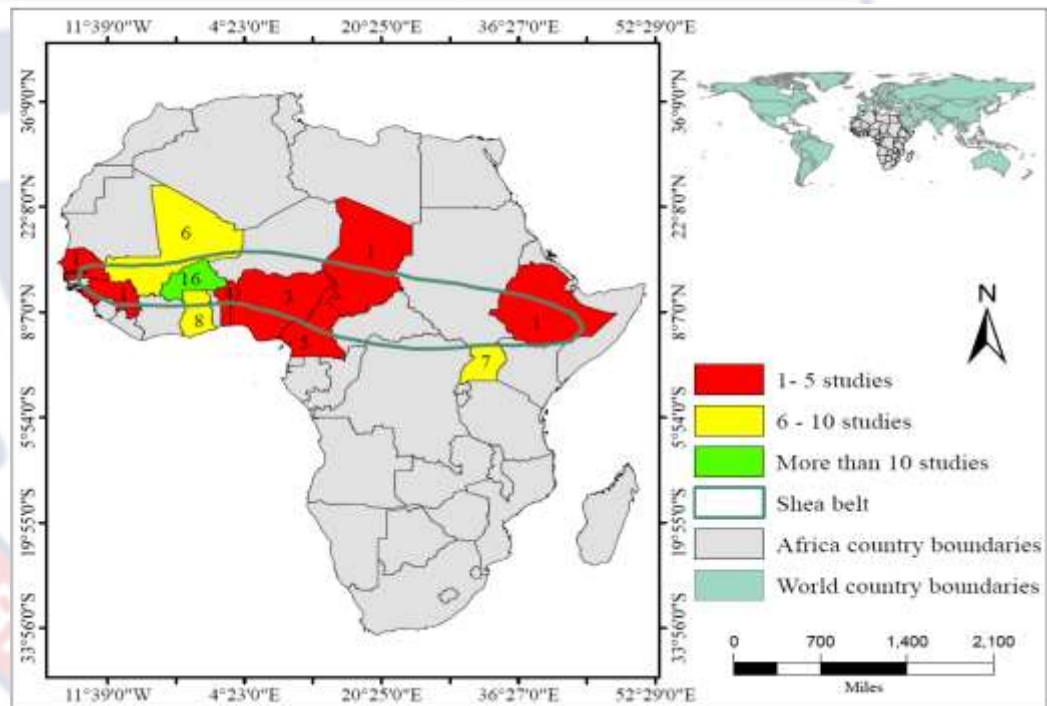 11°39'0"W 4°23'0"E 20°25'0"E 36°27'0"E 52°29'0"E
36°9'0"N 36°9'0"N
22°8'0"N 22°8'0"N
8°7'0"N 8°7'0"N
5°54'0"S 5°54'0"S
19°55'0"S 19°55'0"S
33°56'0"S 33°56'0"S
6
1
16
8
5
1
7
N
1- 5 studies
6 - 10 studies
More than 10 studies
Shea belt
Africa country boundaries
World country boundaries
0 700 1,400 2,100
Miles
11°39'0"W 4°23'0"E 20°25'0"E 36°27'0"E 52°29'0"E